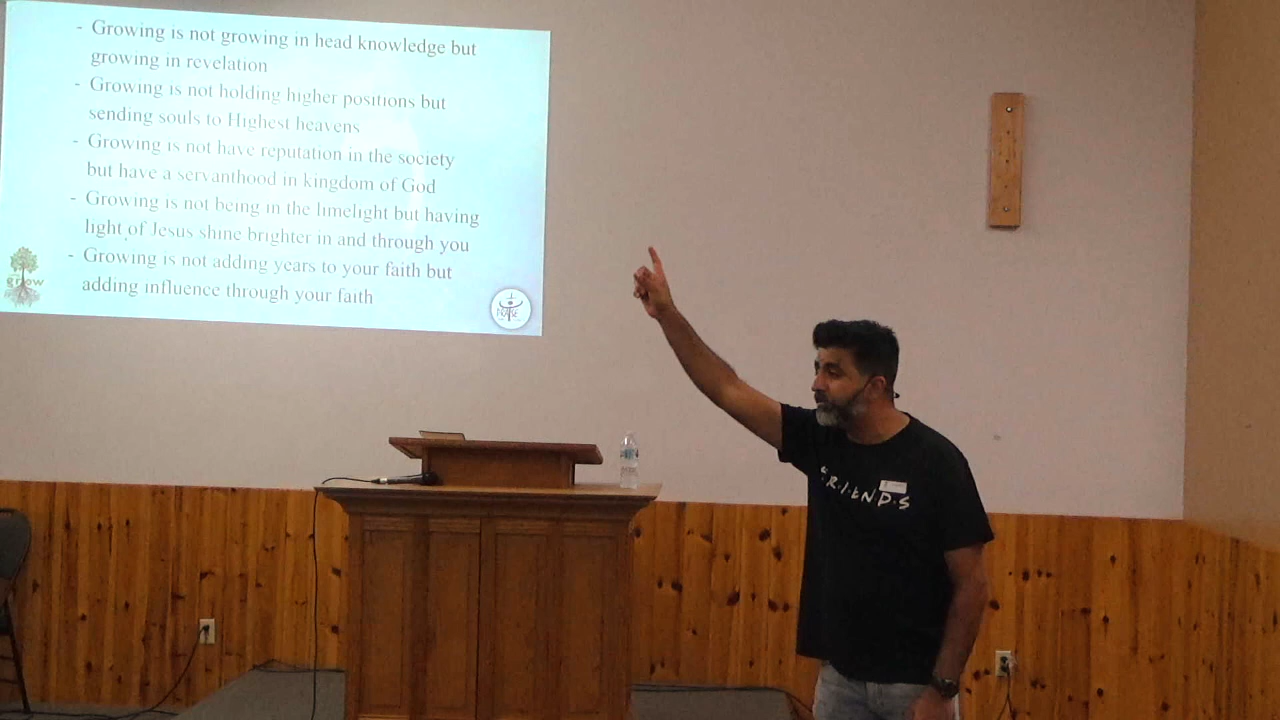 - Growing is not growing in head knowledge but
growing in revelation
- Growing is not holding higher positions but
sending souls to Highest heavens
- Growing is not have reputation in the society
but have a servanthood in kingdom of God
- Growing is not being in the limelight but having
light of Jesus shine brighter in and through you
- Growing is not adding years to your faith but
adding influence through your faith
grow
PRAISE
F·R·I·E·N·D·S